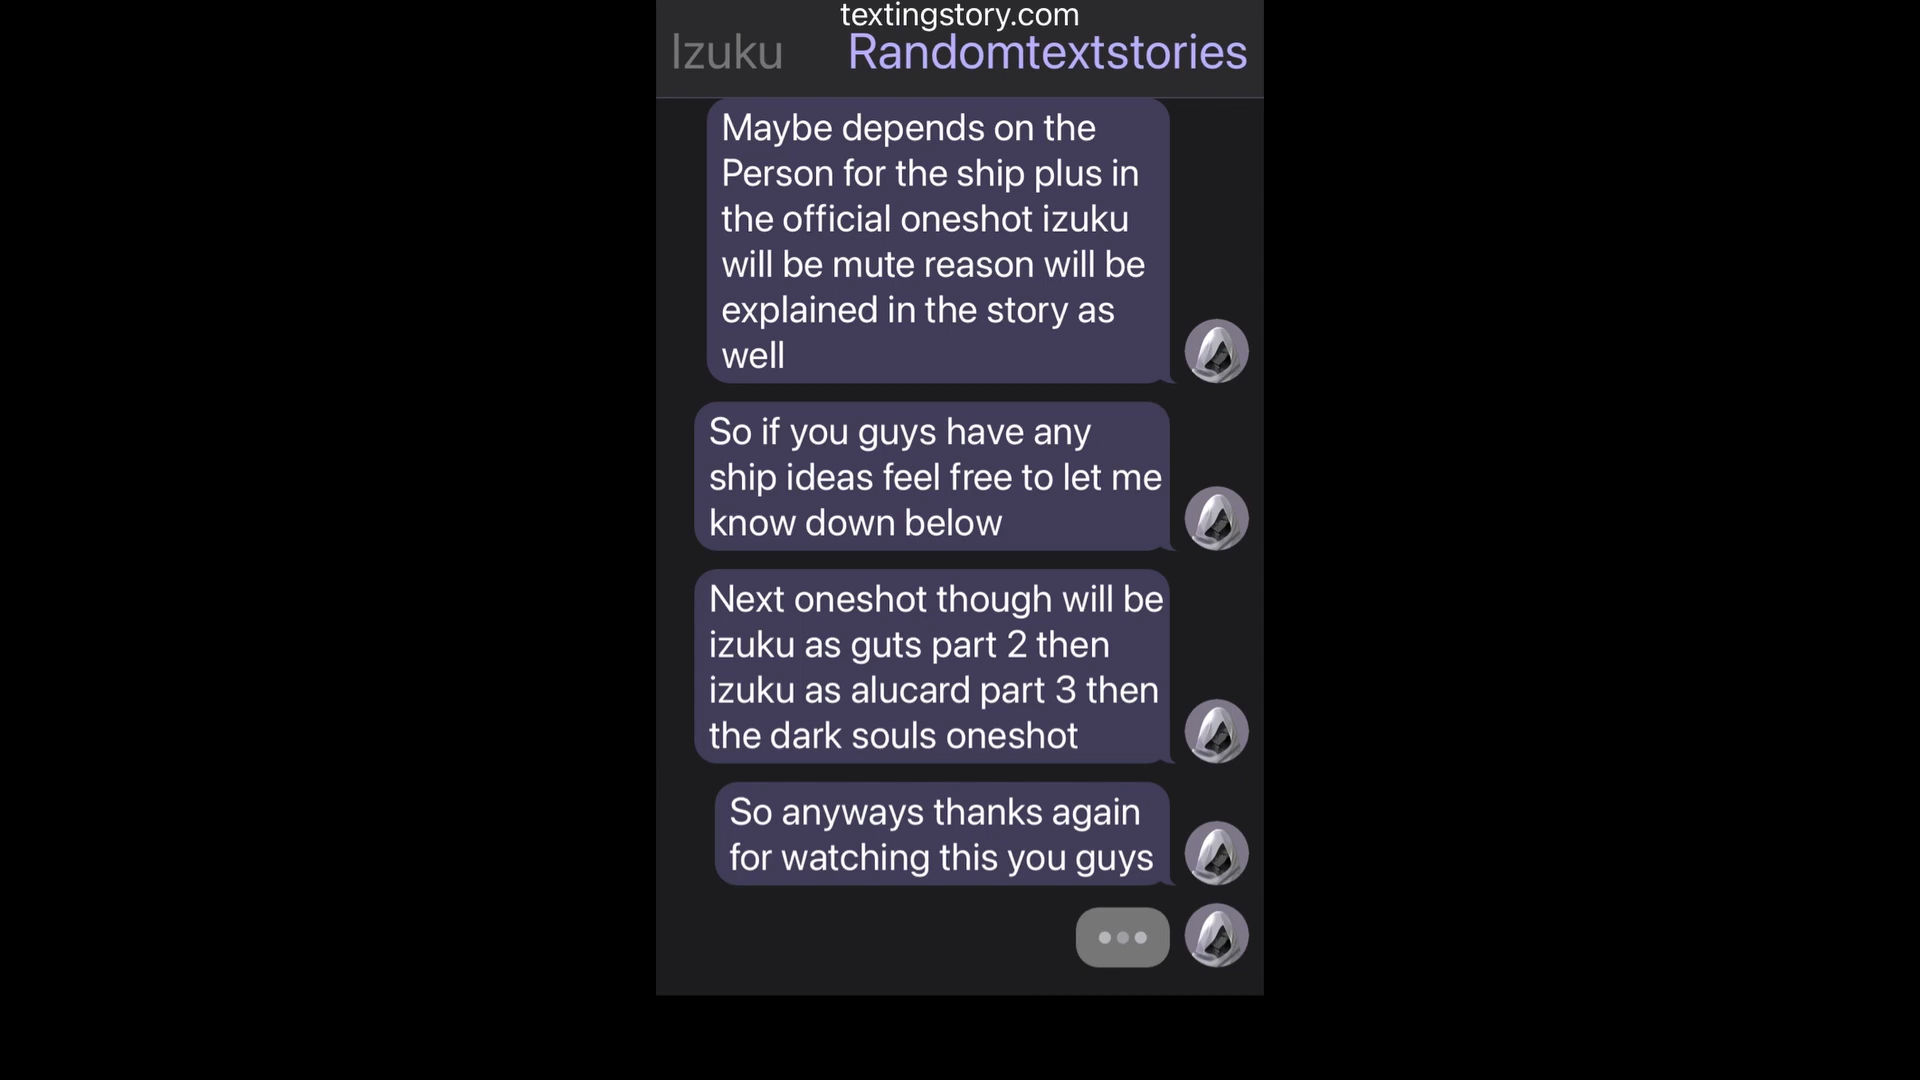 textingstory.com
Izuku Randomtextstories
Maybe depends on the
Person for the ship plus in
the official oneshot izuku
will be mute reason will be
explained in the story as
well
So if you guys have any
ship ideas feel free to let me
know down below
Next oneshot though will be
izuku as guts part 2 then
izuku as alucard part 3 then
the dark souls oneshot
So anyways thanks again
for watching this you guys